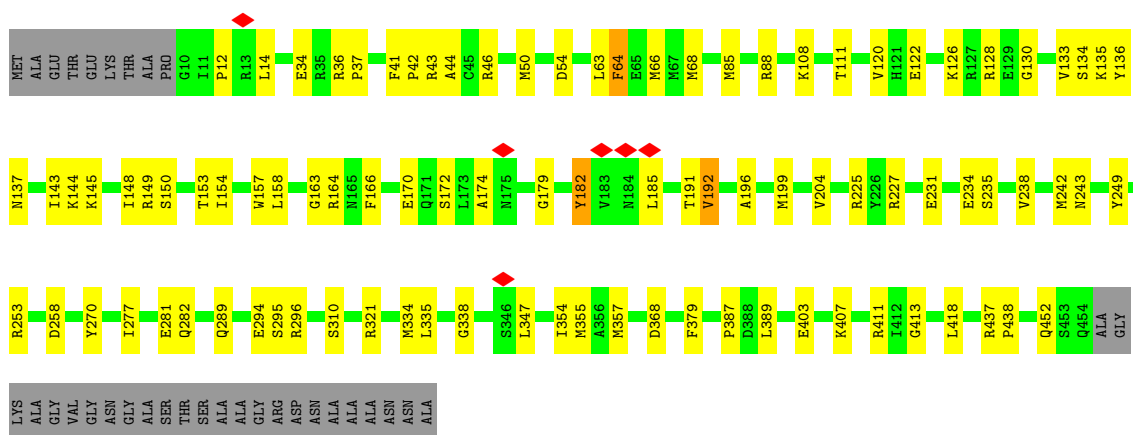 MET ALA GLU THR GLU LYS THR ALA PRO G10 I11 P12 R13 L14 E34 R35 R36 P37 F41 P42 R43 A44 C45 R46 M50 D54 L63 F64 E65 M66 M67 M68 M85 R88 K108 T111 V120 H121 E122 K126 R127 R128 E129 G130 V133 S134 K135 Y136
N137 I143 K144 K145 I148 R149 S150 T153 I154 W157 L158 G163 R164 N165 F166 E170 Q171 S172 L173 A174 N175 G179 Y182 V183 N184 L185 T191 V192 A196 M199 V204 R225 Y226 R227 E231 E234 S235 V238 M242 N243 Y249
R253 D258 Y270 I277 E281 Q282 Q289 E294 S295 R296 S310 R321 M334 L335 G338 S346 L347 I354 M355 A356 M357 D368 F379 P387 D388 L389 E403 K407 R411 I412 G413 L418 R437 P438 Q452 S453 Q454 ALA GLY
LYS ALA GLY VAL GLY ASN GLY ALA SER THR SER ALA ALA GLY ARG ASP ASN ALA ALA ALA ASN ASN ALA